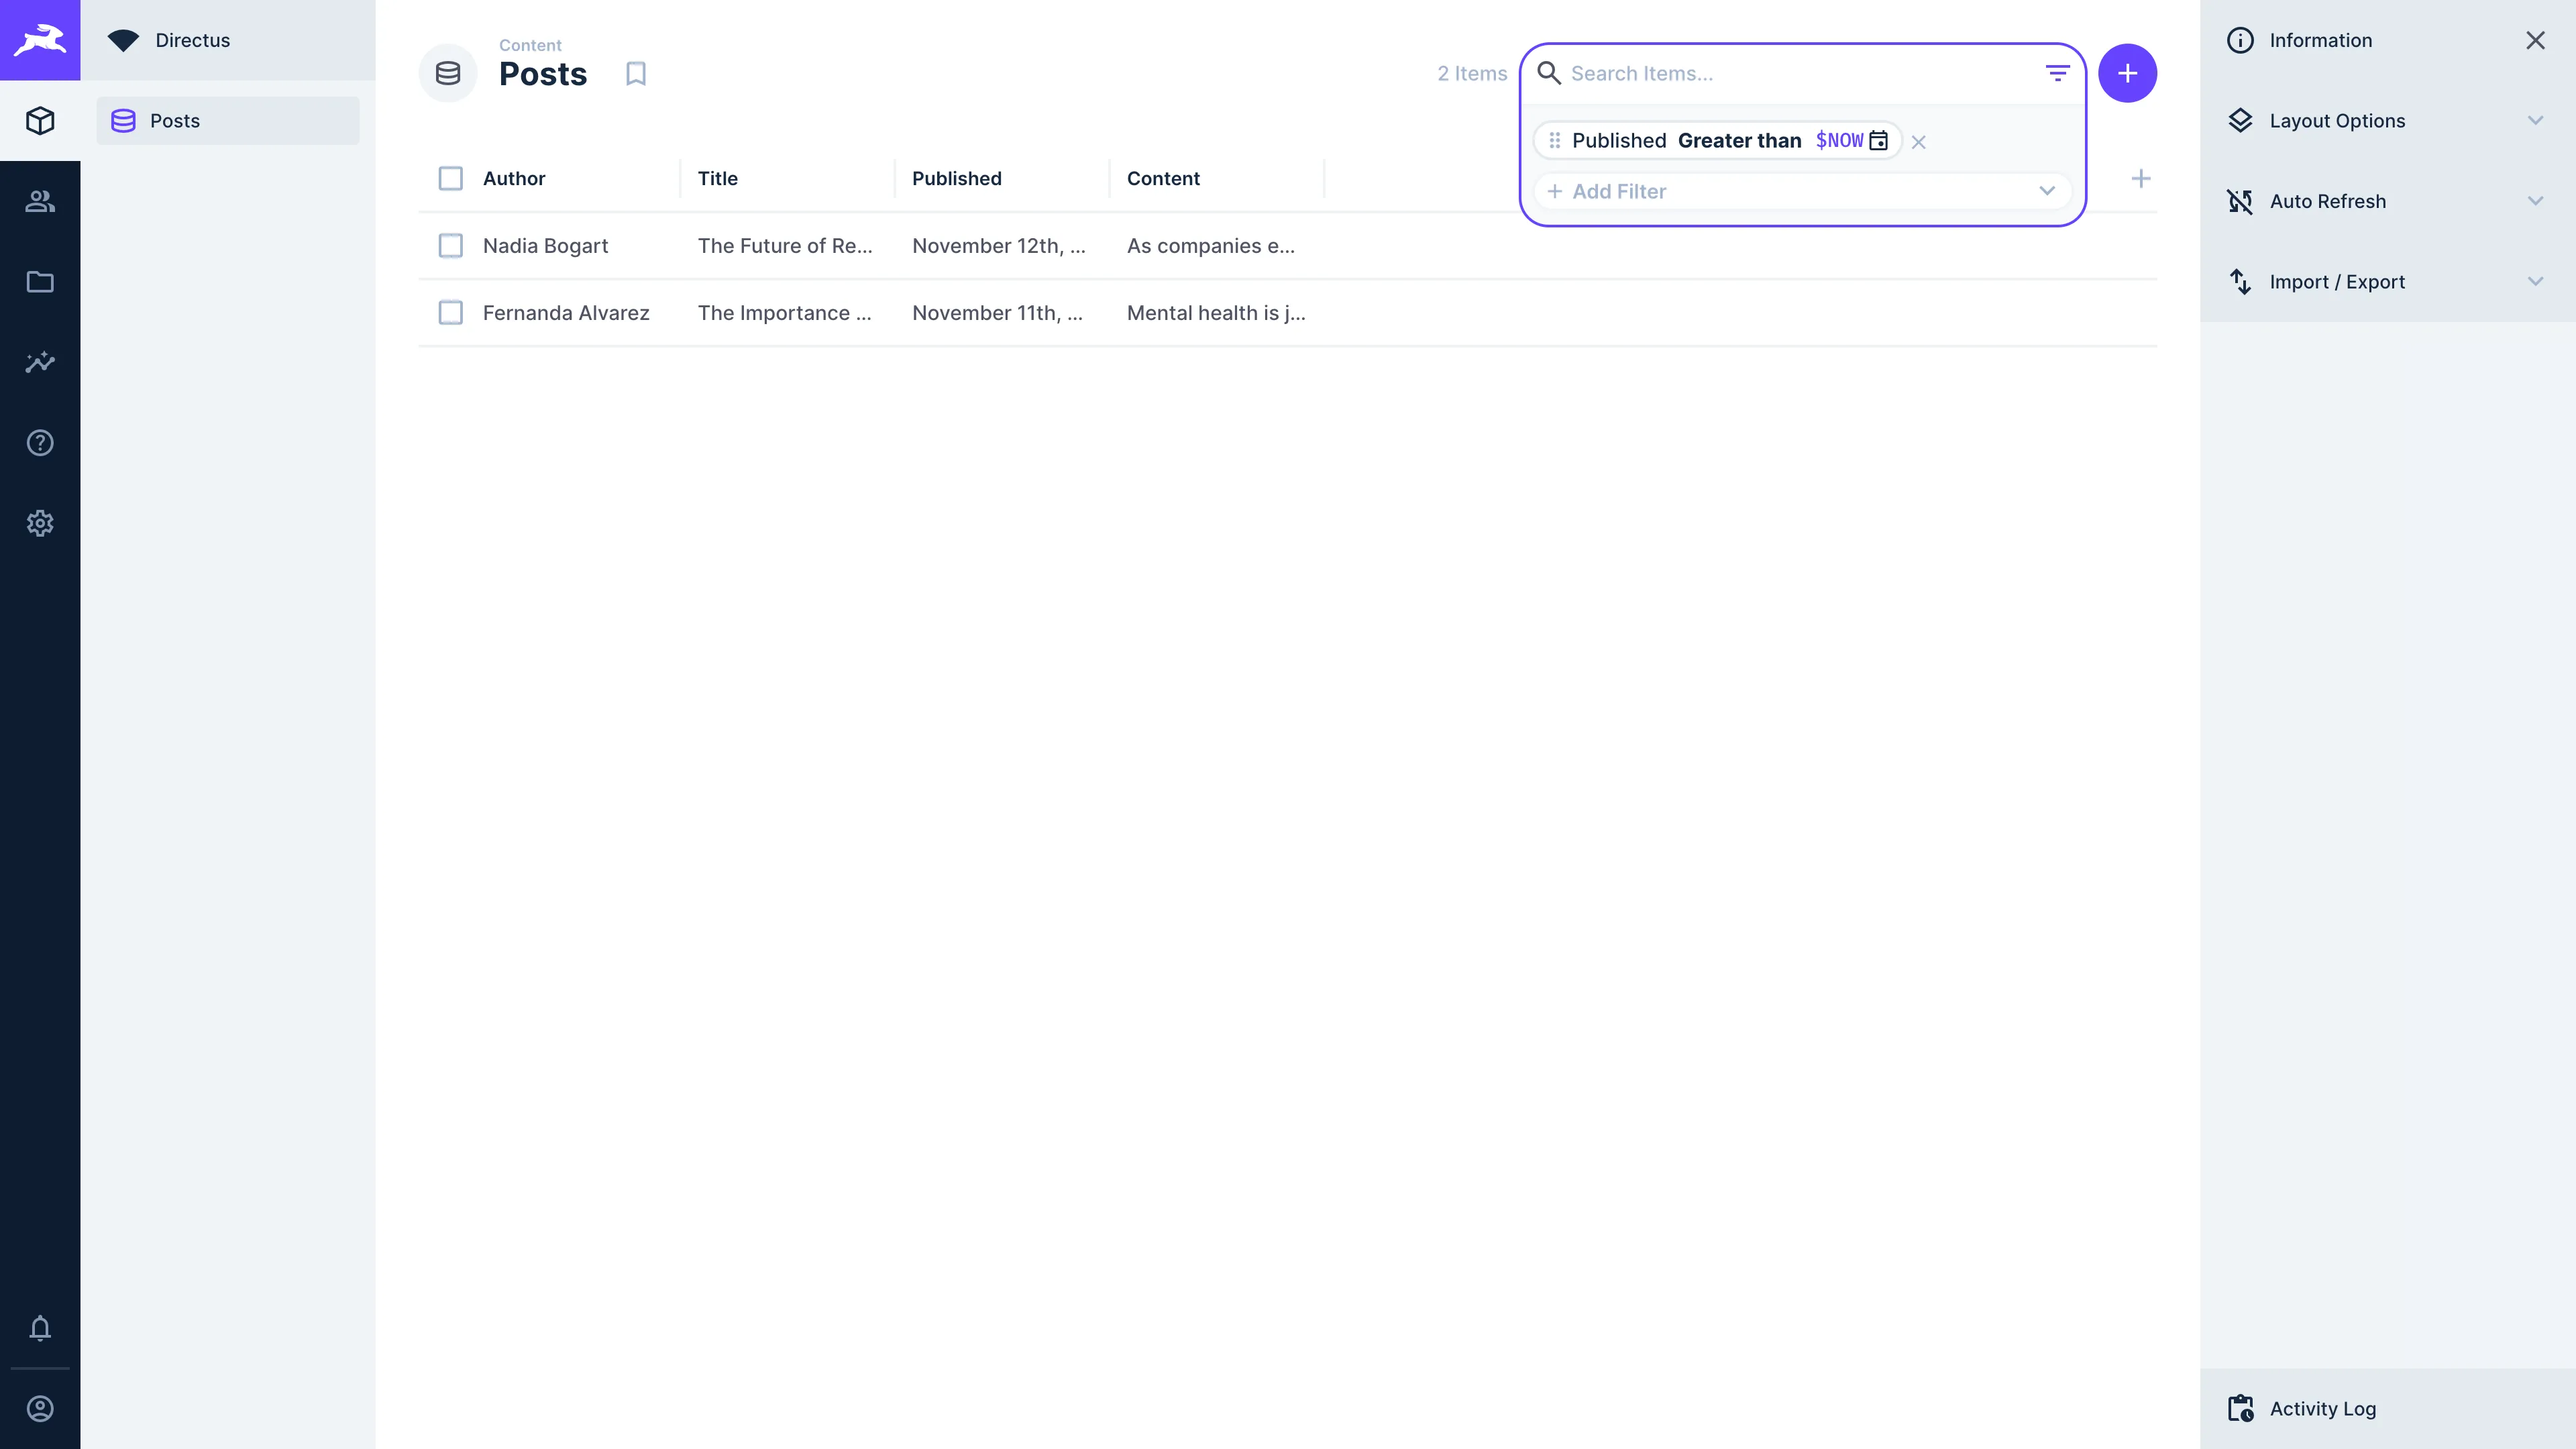 Directus
Posts
Content
Posts
2 Items
Search Items...
Published Greater than $NOW
Add Filter
Author Title Published Content
Nadia Bogart The Future of Re... November 12th, ... As companies e...
Fernanda Alvarez The Importance ... November 11th, ... Mental health is j...
Information
Layout Options
Auto Refresh
Import / Export
Activity Log